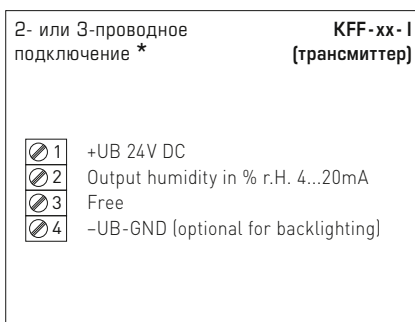 2- или 3-проводное KFF-xx-I
подключение * (трансмиттер)
1 +UB 24V DC
2 Output humidity in % r.H. 4...20mA
3 Free
4 –UB-GND (optional for backlighting)